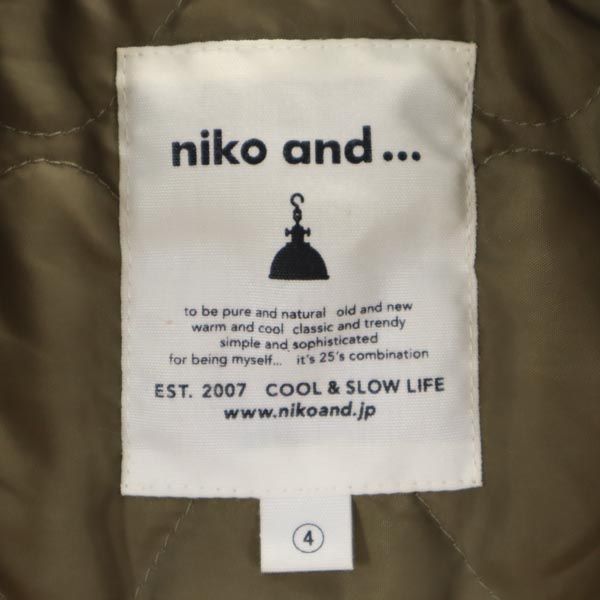 niko and ...
to be pure and natural old and new
warm and cool classic and trendy
simple and sophisticated
for being myself... it's 25's combination
EST. 2007 COOL & SLOW LIFE
www.nikoand.jp
④